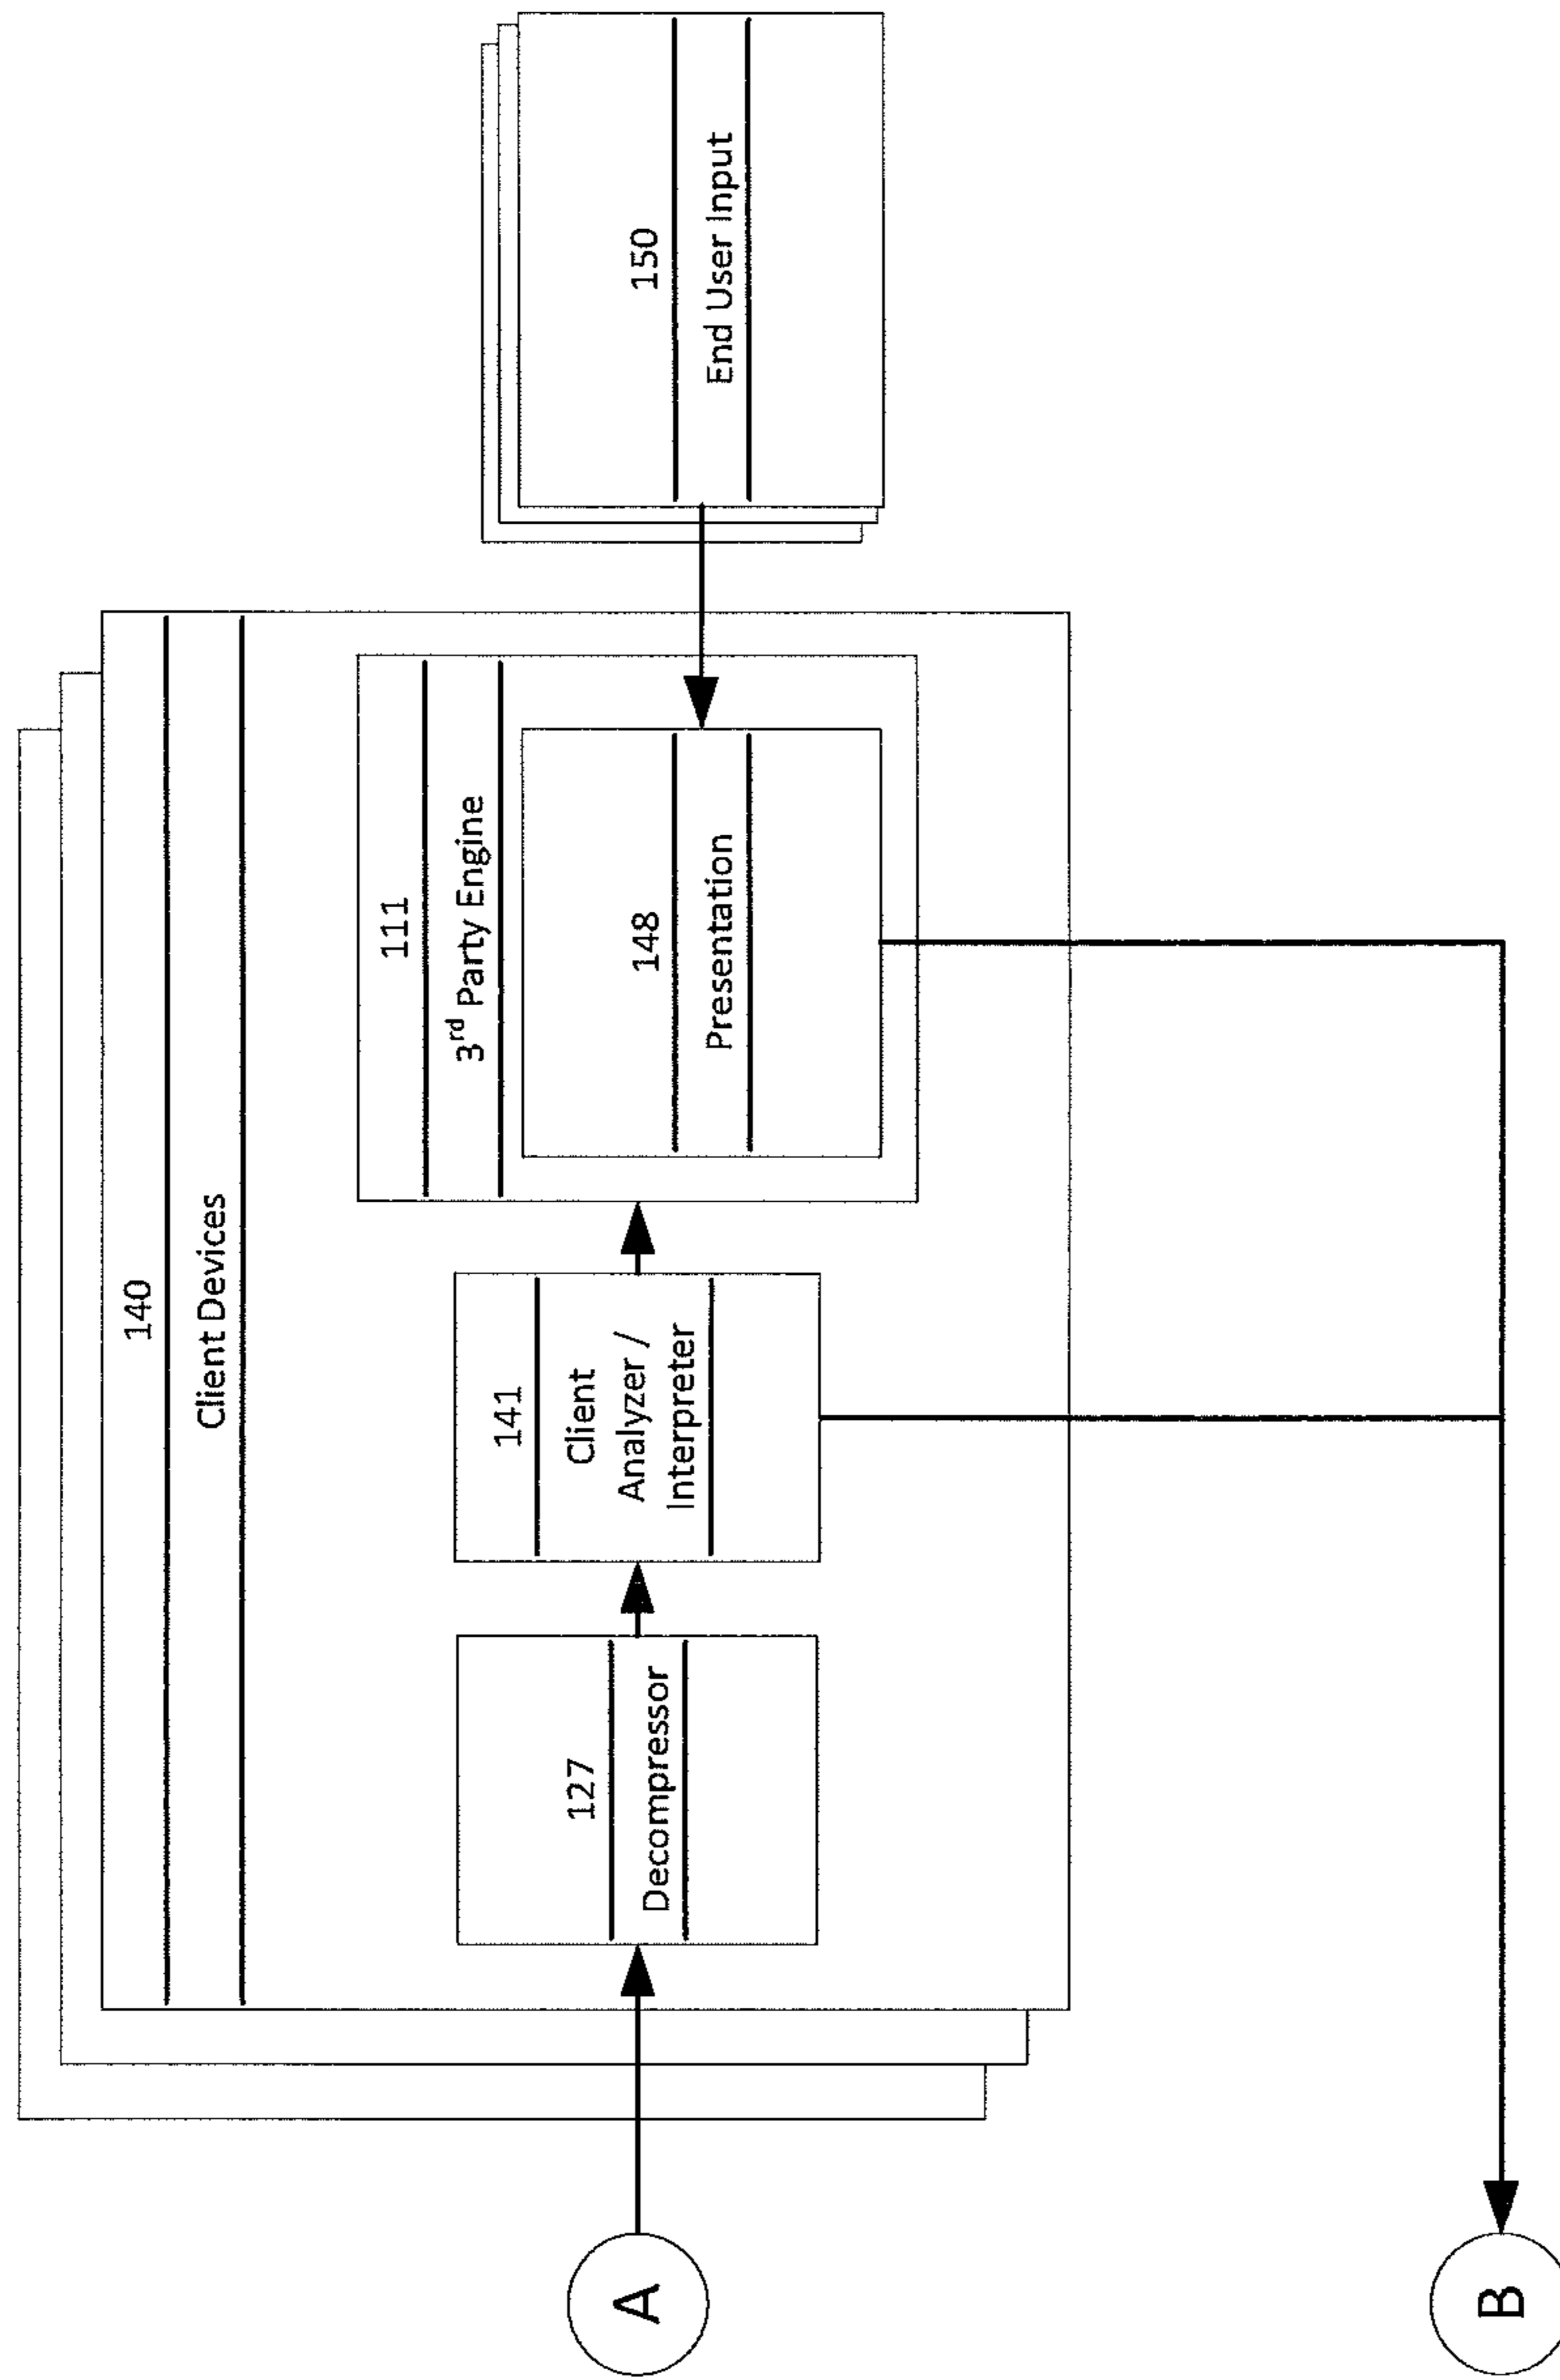 140
Client Devices
127
Decompressor
141
Client
Analyzer /
Interpreter
111
3rd Party Engine
148
Presentation
150
End User Input
A
B